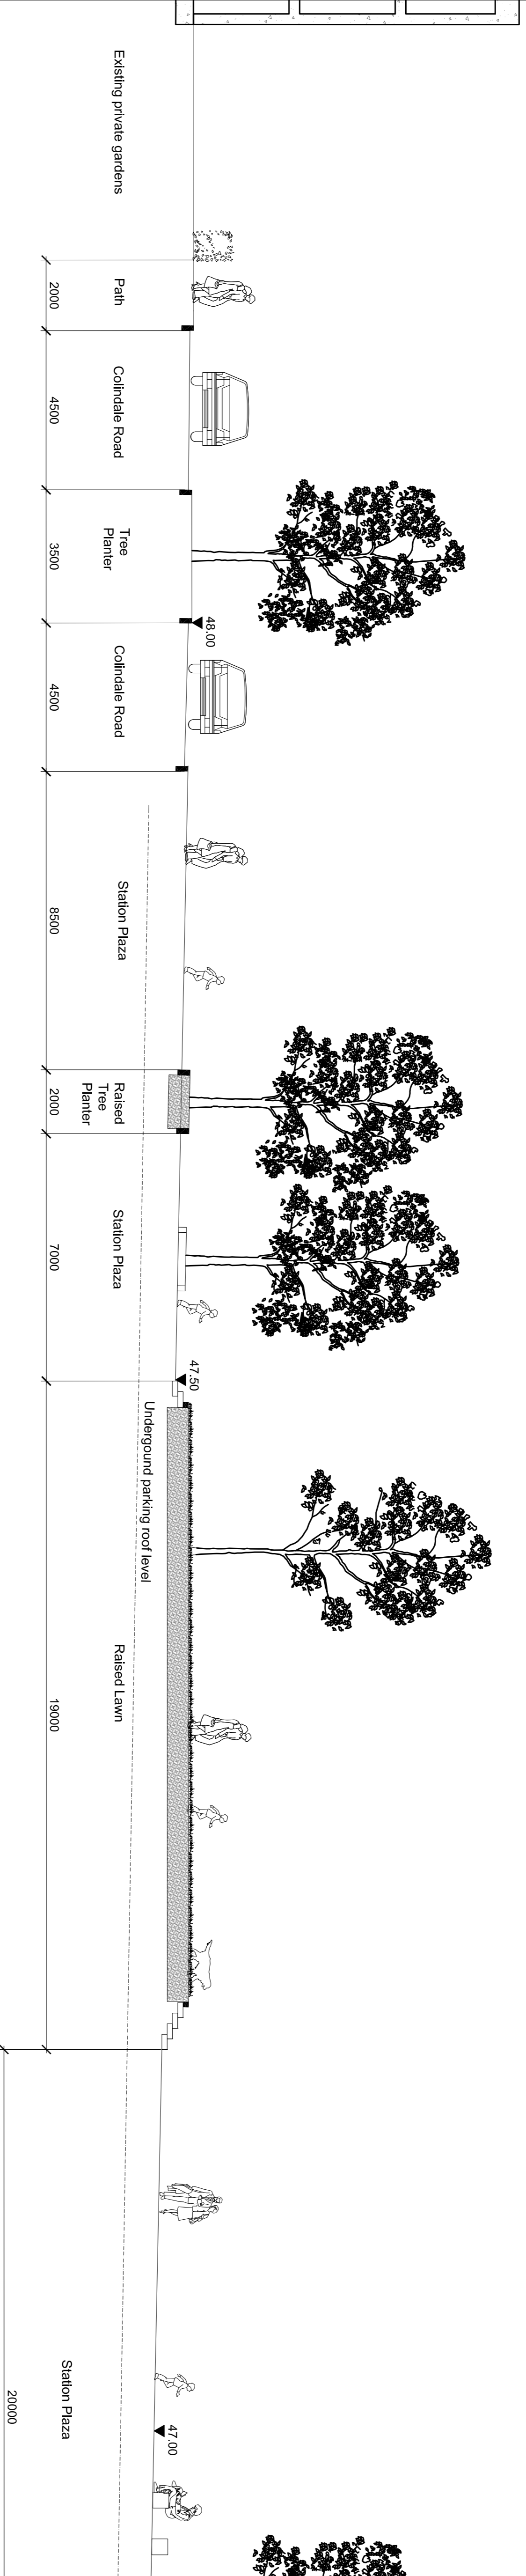 Existing private gardens
Path
2000
Colindale Road
4500
Tree
Planter
3500
48.00
Colindale Road
4500
Station Plaza
8500
Raised
Tree
Planter
2000
Station Plaza
7000
47.50
Undergound parking roof level
Raised Lawn
19000
Station Plaza
20000
47.00